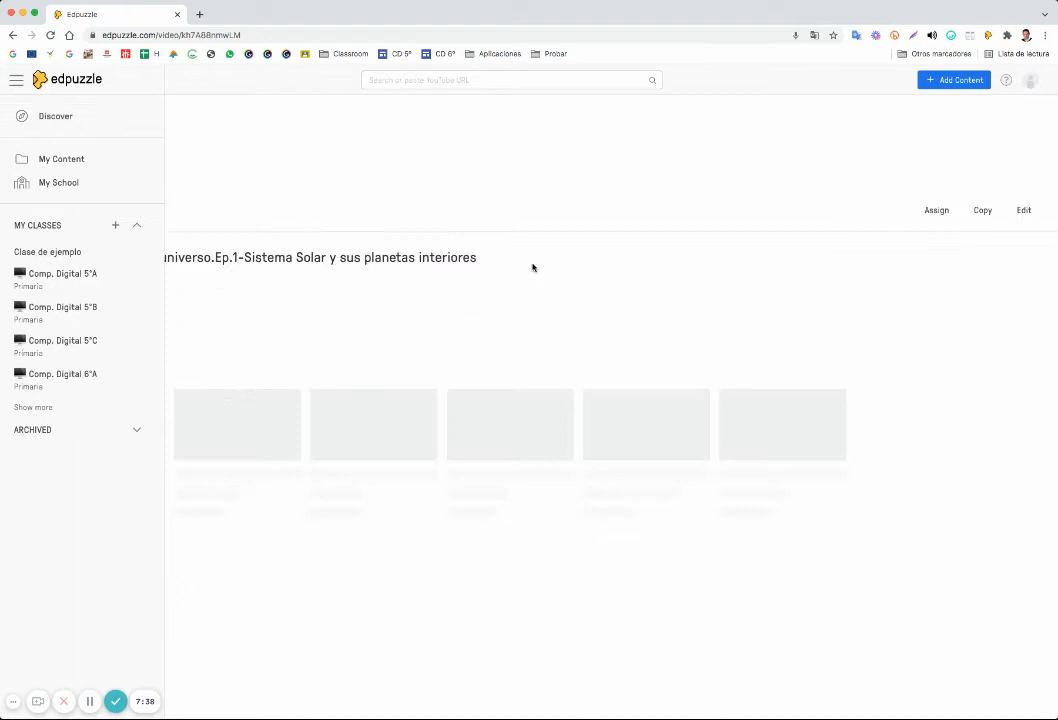 Edpuzzle
edpuzzle.com/video/kh7A88nmwLM
H
Classroom
CD 5º
CD 6º
Aplicaciones
Probar
Otros marcadores
Lista de lectura
edpuzzle
Search or paste YouTube URL
+ Add Content
Discover
My Content
My School
MY CLASSES
Clase de ejemplo
Comp. Digital 5ºA
Primaria
Comp. Digital 5ºB
Primaria
Comp. Digital 5ºC
Primaria
Comp. Digital 6ºA
Primaria
Show more
ARCHIVED
Assign
Copy
Edit
universo.Ep.1-Sistema Solar y sus planetas interiores
7:38